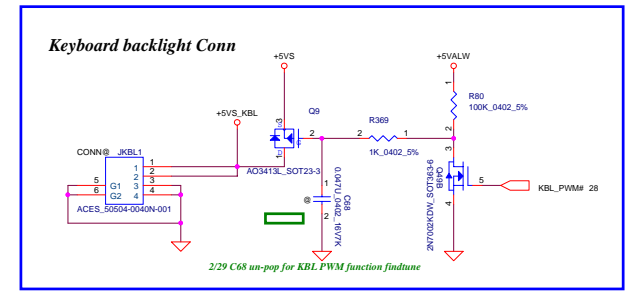 Keyboard backlight Conn
+5VS
+5VALW
+5VS_KBL
Q9
R80
100K_0402_5%
R369
1K_0402_5%
CONN@ JKBL1
1
2
3
4
1
2
3
4
5
6
G1
G2
ACES_50504-0040N-001
3
1
2
AO3413L_SOT23-3
2
1
1
2
@
C68
0.047U_0402_16V7K
1
2
3
4
5
Q49B
2N7002KDW_SOT363-6
KBL_PWM# 28
2/29 C68 un-pop for KBL PWM function findtune